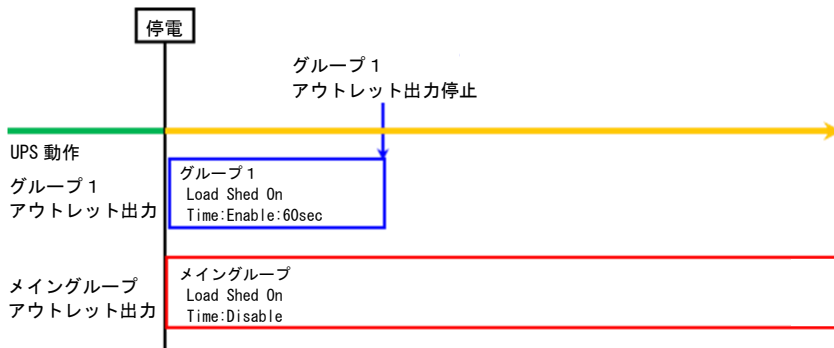 停電
グループ1
アウトレット出力停止
UPS 動作
グループ1
アウトレット出力
グループ1
Load Shed On
Time:Enable:60sec
メイングループ
アウトレット出力
メイングループ
Load Shed On
Time:Disable